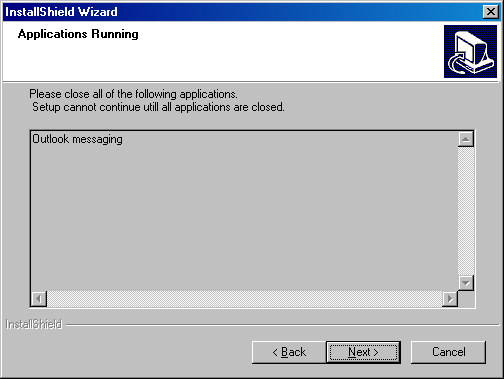 InstallShield Wizard
Applications Running
Please close all of the following applications.
Setup cannot continue utill all applications are closed.
Outlook messaging
InstallShield
< Back
Next >
Cancel